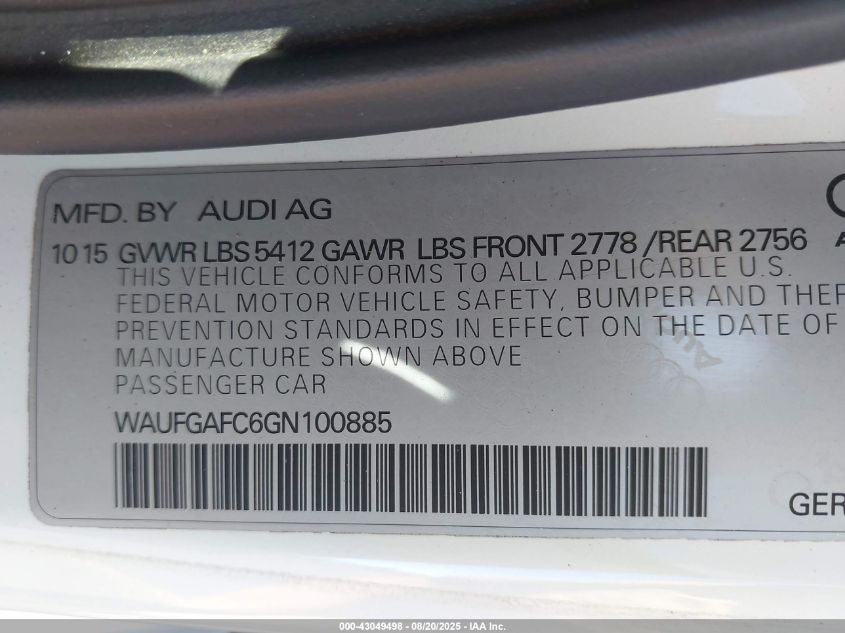 MFD. BY AUDI AG
10 15 GVWR LBS 5412 GAWR LBS FRONT 2778 /REAR 2756
THIS VEHICLE CONFORMS TO ALL APPLICABLE U.S.
FEDERAL MOTOR VEHICLE SAFETY, BUMPER AND THEF
PREVENTION STANDARDS IN EFFECT ON THE DATE OF
MANUFACTURE SHOWN ABOVE
PASSENGER CAR
WAUFGAFC6GN100885
GER
000-43049498 - 08/20/2025 - IAA Inc.